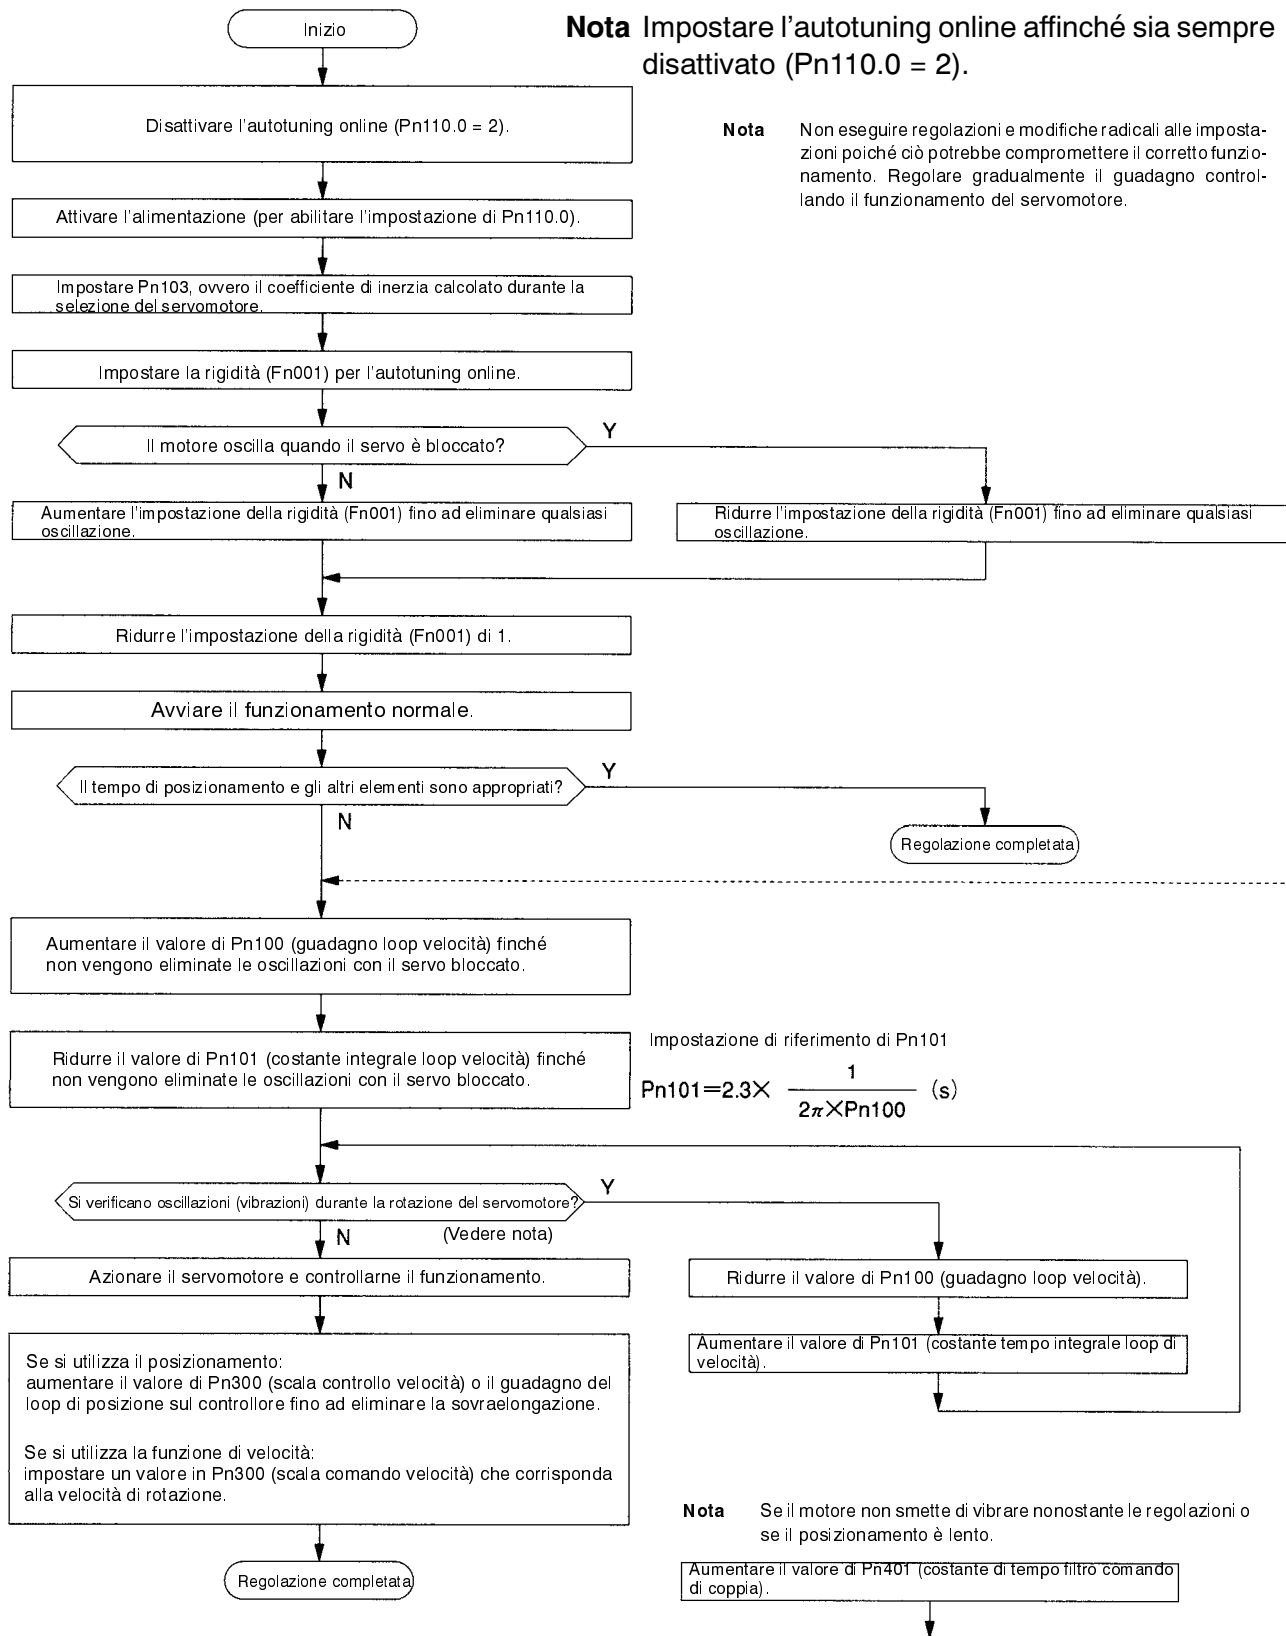 Inizio
Nota Impostare l'autotuning online affinché sia sempre
disattivato (Pn110.0 = 2).
Disattivare l'autotuning online (Pn110.0 = 2).
Nota Non eseguire regolazioni e modifiche radicali alle imposta-
zioni poiché ciò potrebbe compromettere il corretto funzio-
namento. Regolare gradualmente il guadagno control-
lando il funzionamento del servomotore.
Attivare l'alimentazione (per abilitare l'impostazione di Pn110.0).
Impostare Pn103, ovvero il coefficiente di inerzia calcolato durante la
selezione del servomotore.
Impostare la rigidità (Fn001) per l'autotuning online.
Il motore oscilla quando il servo è bloccato?
Y
N
Aumentare l'impostazione della rigidità (Fn001) fino ad eliminare qualsiasi
oscillazione.
Ridurre l'impostazione della rigidità (Fn001) fino ad eliminare qualsiasi
oscillazione.
Ridurre l'impostazione della rigidità (Fn001) di 1.
Avviare il funzionamento normale.
Il tempo di posizionamento e gli altri elementi sono appropriati?
Y
N
Regolazione completata
Aumentare il valore di Pn100 (guadagno loop velocità) finché
non vengono eliminate le oscillazioni con il servo bloccato.
Ridurre il valore di Pn101 (costante integrale loop velocità) finché
non vengono eliminate le oscillazioni con il servo bloccato.
Impostazione di riferimento di Pn101
Pn101=2.3× 1 / 2π×Pn100 (s)
Si verificano oscillazioni (vibrazioni) durante la rotazione del servomotore?
Y
N
(Vedere nota)
Azionare il servomotore e controllarne il funzionamento.
Ridurre il valore di Pn100 (guadagno loop velocità).
Aumentare il valore di Pn101 (costante tempo integrale loop di
velocità).
Se si utilizza il posizionamento:
aumentare il valore di Pn300 (scala controllo velocità) o il guadagno del
loop di posizione sul controllore fino ad eliminare la sovraelongazione.
Se si utilizza la funzione di velocità:
impostare un valore in Pn300 (scala comando velocità) che corrisponda
alla velocità di rotazione.
Regolazione completata
Nota Se il motore non smette di vibrare nonostante le regolazioni o
se il posizionamento è lento.
Aumentare il valore di Pn401 (costante di tempo filtro comando
di coppia).